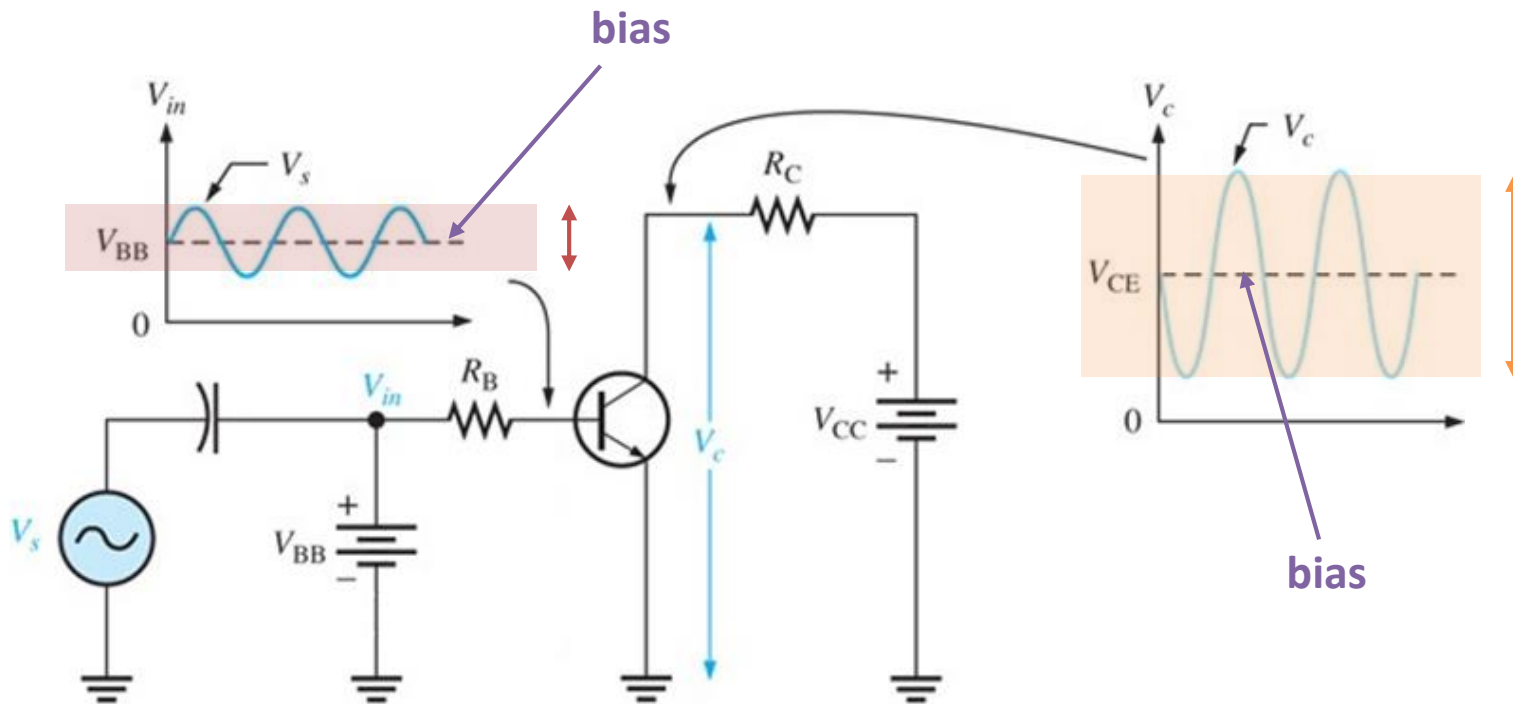 bias
V_in
V_s
V_BB
0
V_in
R_B
V_s
+
V_BB
−
R_C
V_c
+
V_CC
−
V_c
V_c
V_CE
0
bias